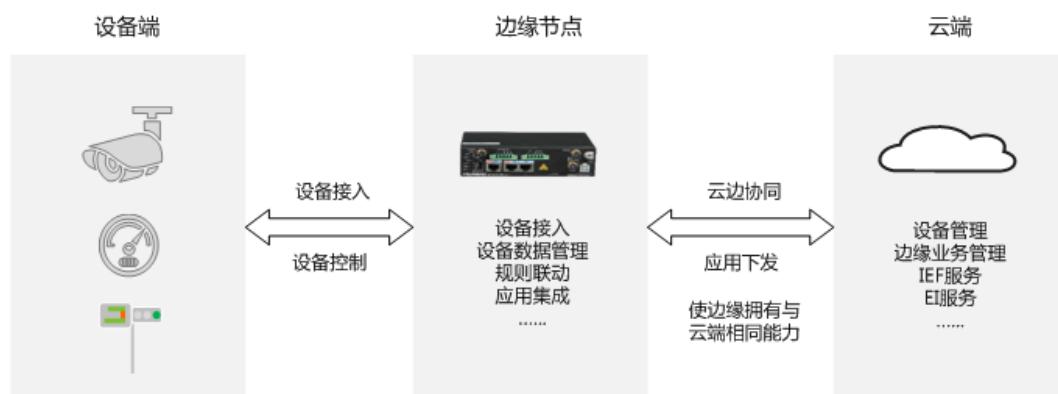 设备端
边缘节点
云端
设备接入
设备控制
设备接入
设备数据管理
规则联动
应用集成
......
云边协同
应用下发
使边缘拥有与
云端相同能力
设备管理
边缘业务管理
IEF服务
EI服务
......